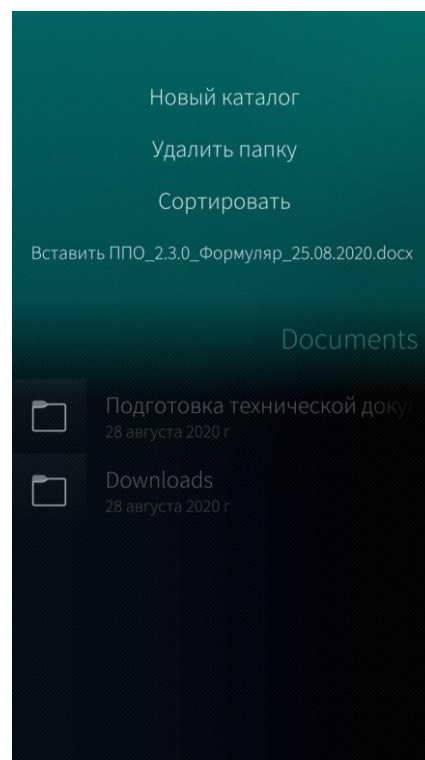 Новый каталог
Удалить папку
Сортировать
Вставить ППО_2.3.0_Формуляр_25.08.2020.docx
Documents
Подготовка технической
28 августа 2020 г
Downloads
28 августа 2020 г